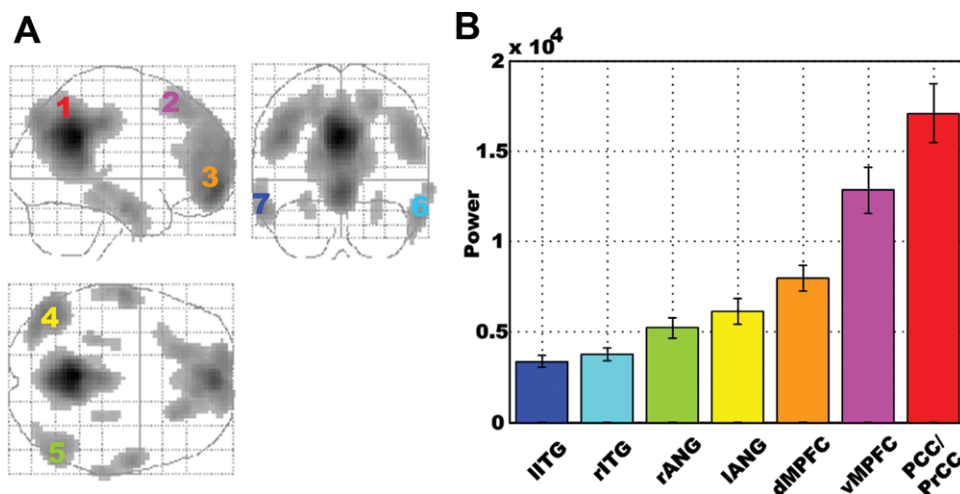 A
1
2
3
7
6
4
5
B
2 x 10⁴
Power
2
1.5
1
0.5
0
lITG
rITG
rANG
lANG
dMPFC
vMPFC
PCC/
PrCC